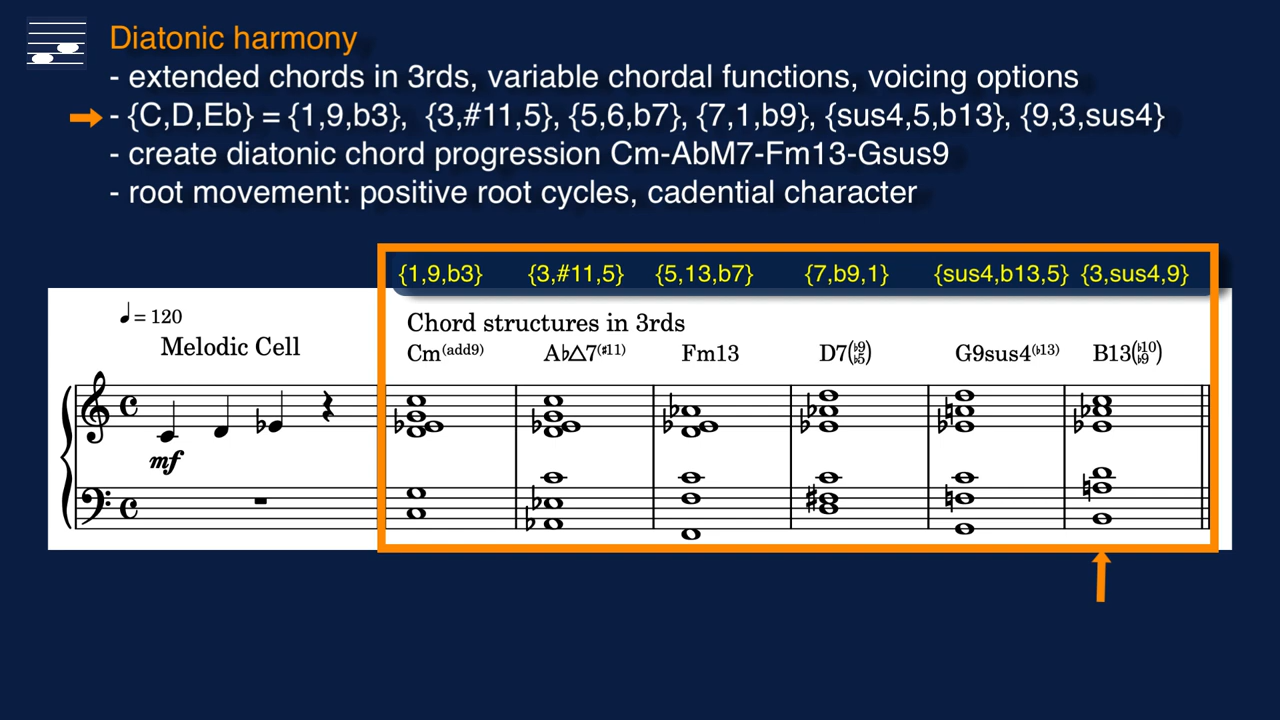 Diatonic harmony
- extended chords in 3rds, variable chordal functions, voicing options
- {C,D,Eb} = {1,9,b3}, {3,#11,5}, {5,6,b7}, {7,1,b9}, {sus4,5,b13}, {9,3,sus4}
- create diatonic chord progression Cm-AbM7-Fm13-Gsus9
- root movement: positive root cycles, cadential character
{1,9,b3} {3,#11,5} {5,13,b7} {7,b9,1} {sus4,b13,5} {3,sus4,9}
♩= 120
Chord structures in 3rds
Melodic Cell
Cm(add9) A♭△7(♯11) Fm13 D7(♭9 ♭5) G9sus4(♭13) B13(♭10 ♭9)
mf